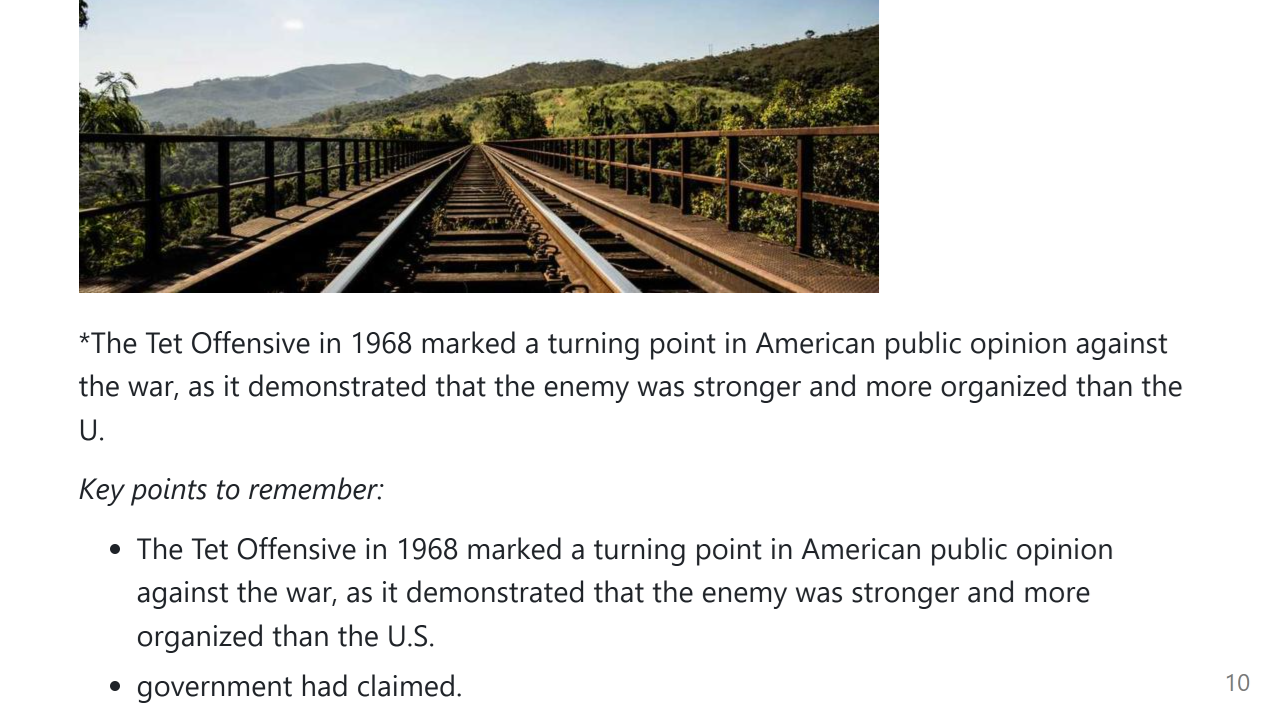 *The Tet Offensive in 1968 marked a turning point in American public opinion against
the war, as it demonstrated that the enemy was stronger and more organized than the
U.
Key points to remember:
• The Tet Offensive in 1968 marked a turning point in American public opinion
against the war, as it demonstrated that the enemy was stronger and more
organized than the U.S.
• government had claimed.
10